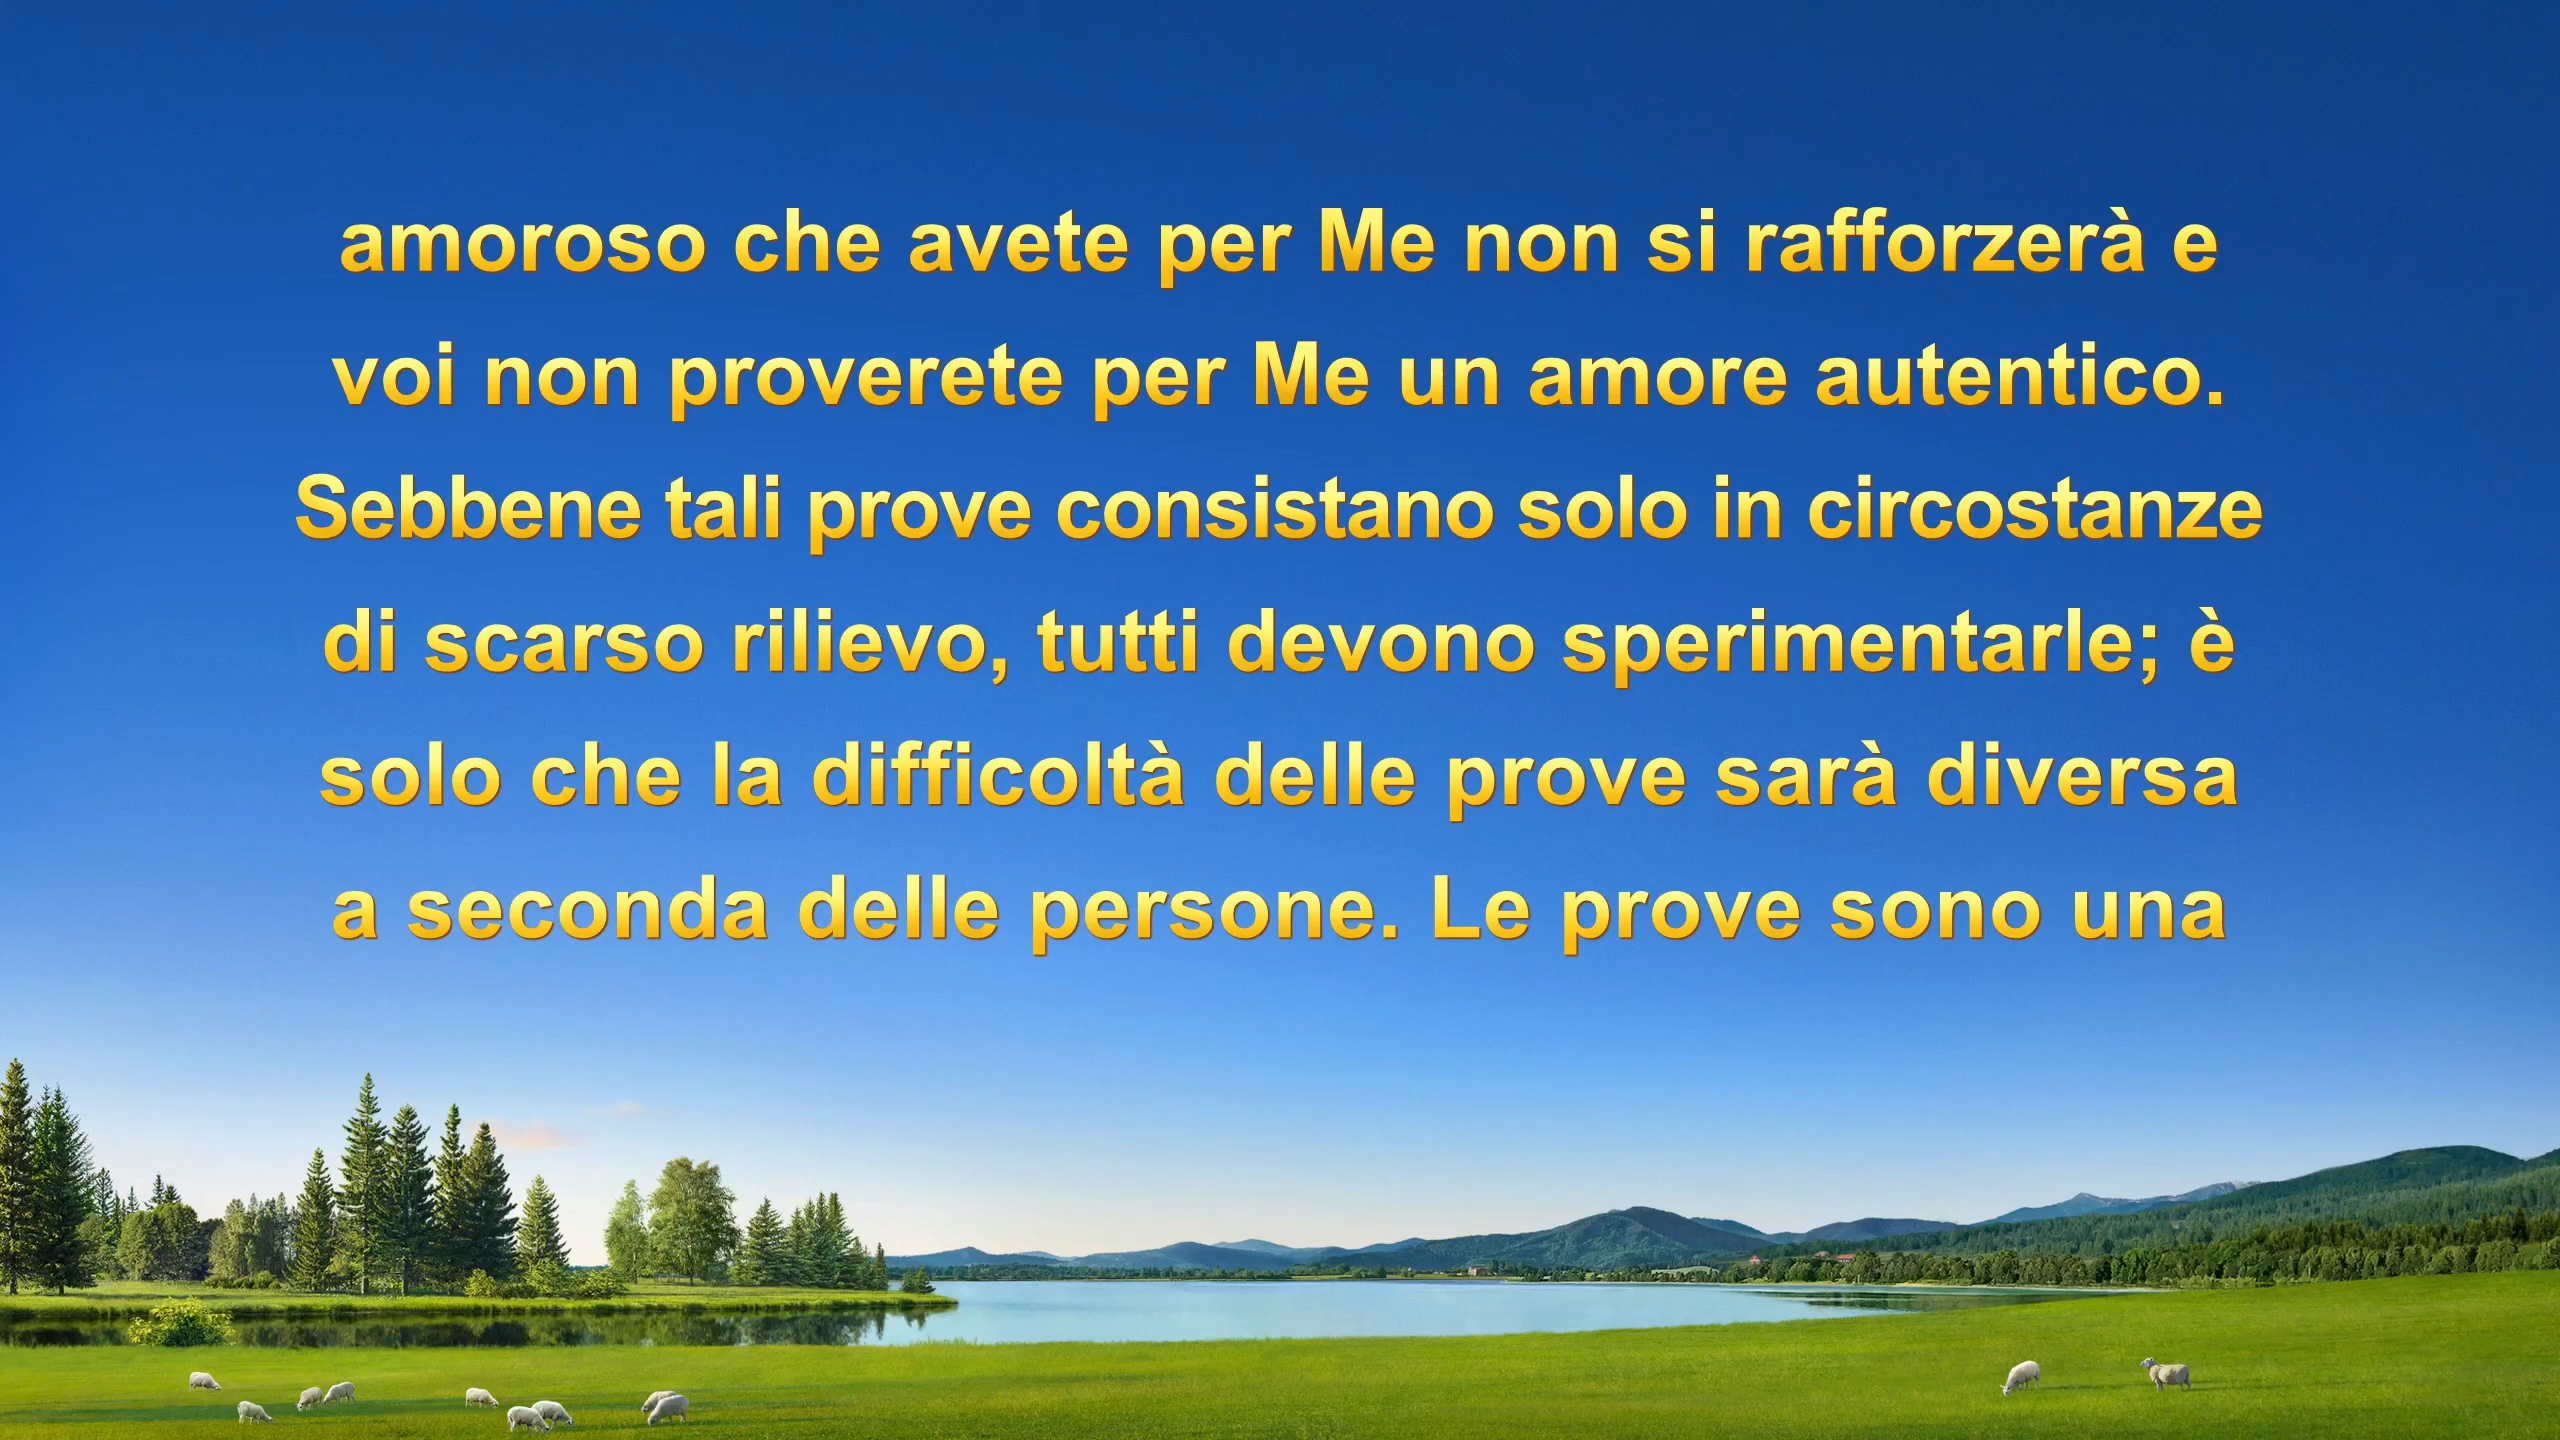 amoroso che avete per Me non si rafforzerà e
voi non proverete per Me un amore autentico.
Sebbene tali prove consistano solo in circostanze
di scarso rilievo, tutti devono sperimentarle; è
solo che la difficoltà delle prove sarà diversa
a seconda delle persone. Le prove sono una